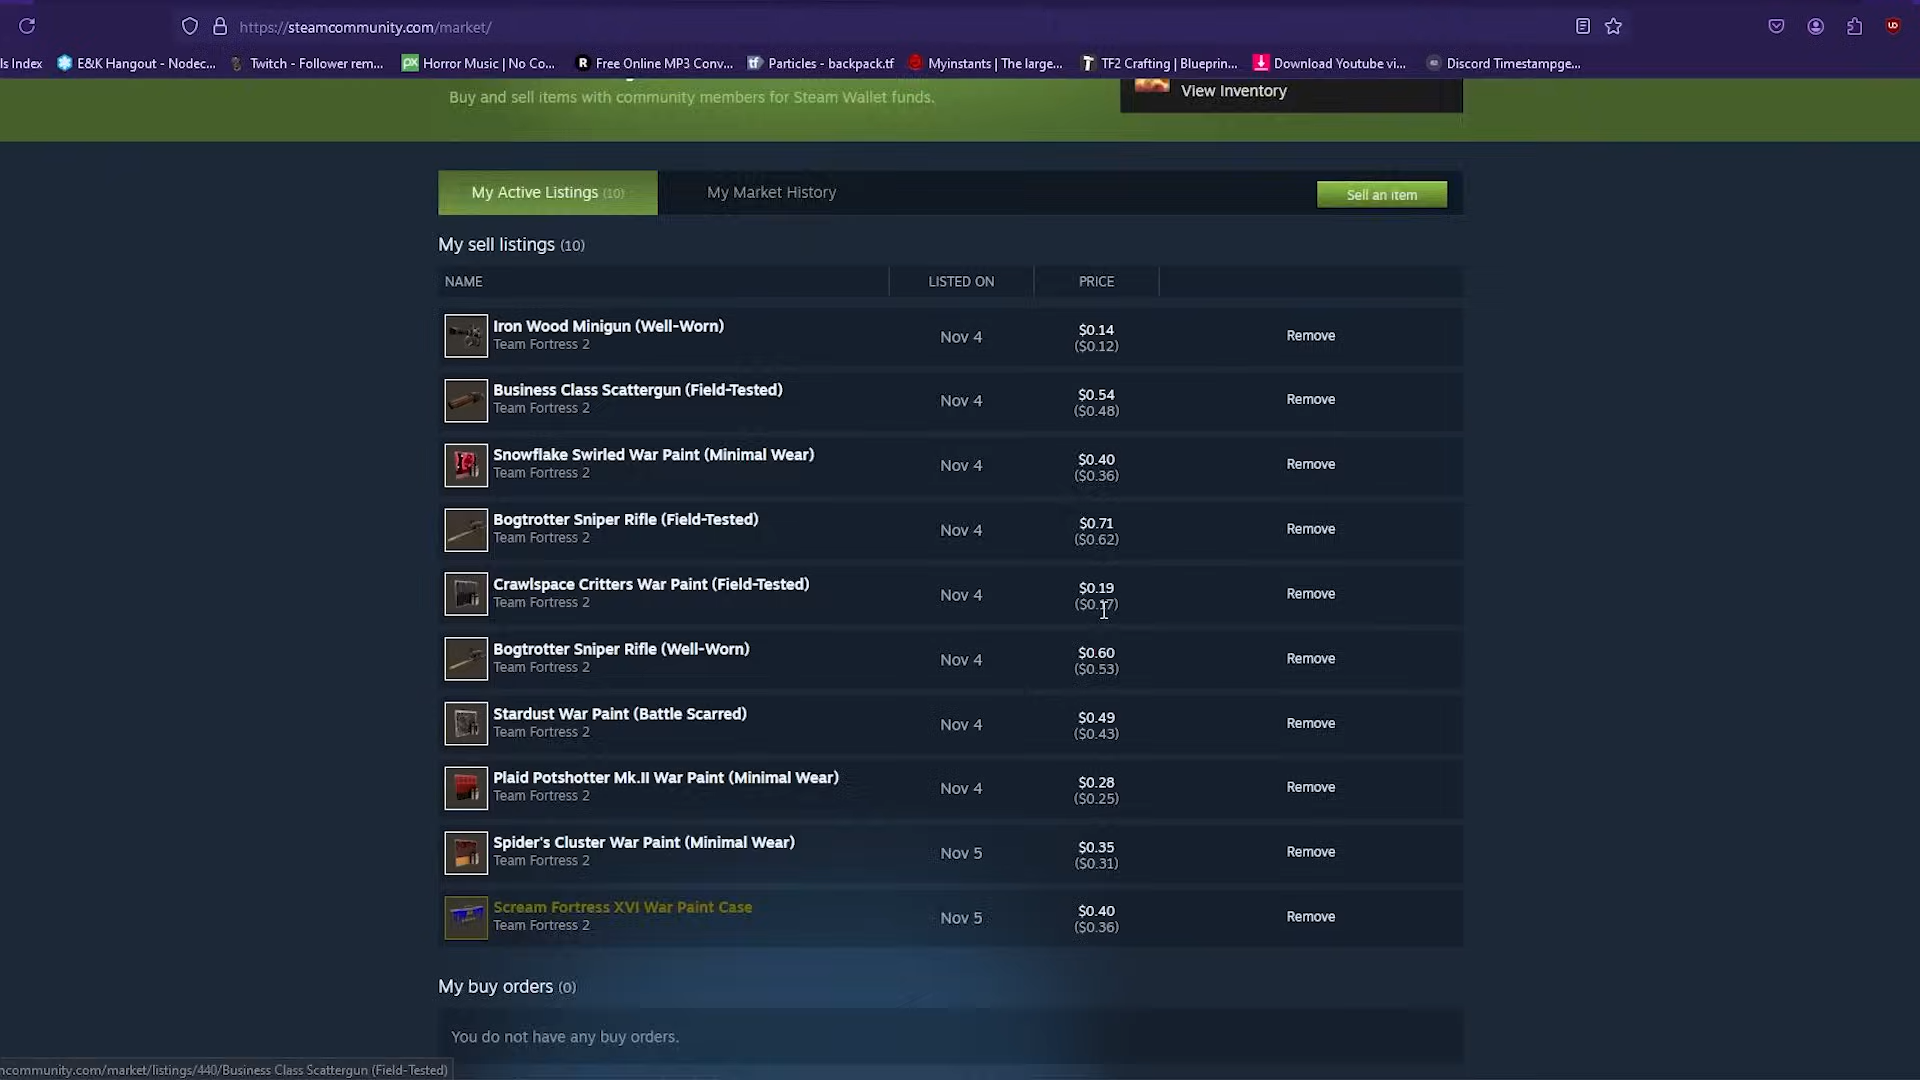 https://steamcommunity.com/market/
ls Index
E&K Hangout - Nodec...
Twitch - Follower rem...
Horror Music | No Co...
Free Online MP3 Conv...
Particles - backpack.tf
Myinstants | The large...
TF2 Crafting | Blueprin...
Download Youtube vi...
Discord Timestampge...
Buy and sell items with community members for Steam Wallet funds.
View Inventory
My Active Listings (10)
My Market History
Sell an item
My sell listings (10)
NAME LISTED ON PRICE
Iron Wood Minigun (Well-Worn)
Team Fortress 2
Nov 4
$0.14
($0.12)
Remove
Business Class Scattergun (Field-Tested)
Team Fortress 2
Nov 4
$0.54
($0.48)
Remove
Snowflake Swirled War Paint (Minimal Wear)
Team Fortress 2
Nov 4
$0.40
($0.36)
Remove
Bogtrotter Sniper Rifle (Field-Tested)
Team Fortress 2
Nov 4
$0.71
($0.62)
Remove
Crawlspace Critters War Paint (Field-Tested)
Team Fortress 2
Nov 4
$0.19
($0.17)
Remove
Bogtrotter Sniper Rifle (Well-Worn)
Team Fortress 2
Nov 4
$0.60
($0.53)
Remove
Stardust War Paint (Battle Scarred)
Team Fortress 2
Nov 4
$0.49
($0.43)
Remove
Plaid Potshotter Mk.II War Paint (Minimal Wear)
Team Fortress 2
Nov 4
$0.28
($0.25)
Remove
Spider's Cluster War Paint (Minimal Wear)
Team Fortress 2
Nov 5
$0.35
($0.31)
Remove
Scream Fortress XVI War Paint Case
Team Fortress 2
Nov 5
$0.40
($0.36)
Remove
My buy orders (0)
You do not have any buy orders.
mcommunity.com/market/listings/440/Business Class Scattergun (Field-Tested)